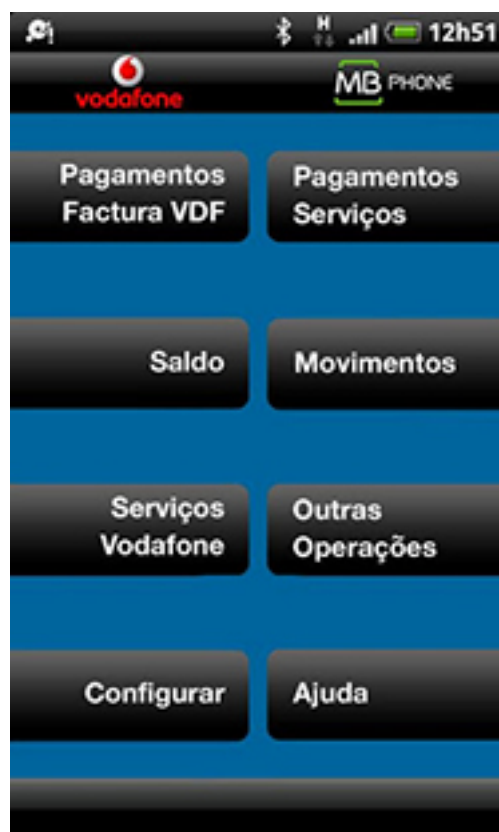 H 12h51
vodafone MB PHONE
Pagamentos
Factura VDF
Pagamentos
Serviços
Saldo
Movimentos
Serviços
Vodafone
Outras
Operações
Configurar
Ajuda